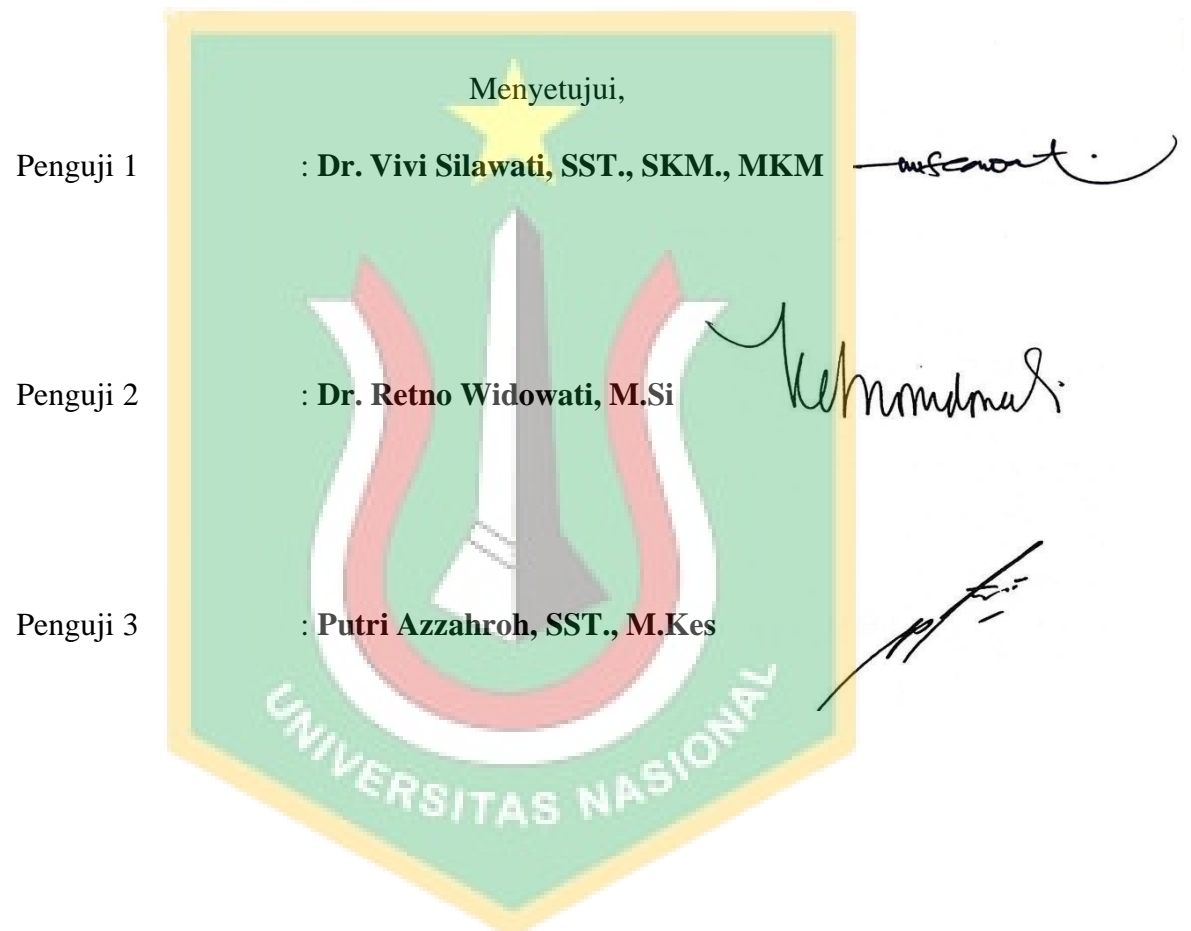 Menyetujui,
Penguji 1 : Dr. Vivi Silawati, SST., SKM., MKM
Penguji 2 : Dr. Retno Widowati, M.Si
Penguji 3 : Putri Azzahroh, SST., M.Kes
UNIVERSITAS NASIONAL